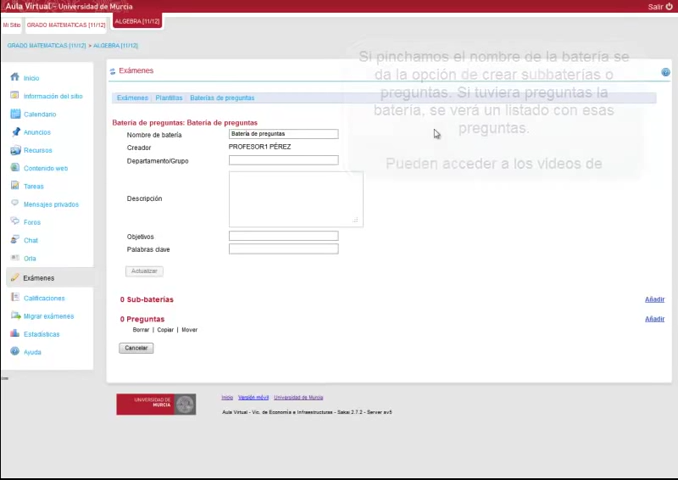 Aula Virtual - Universidad de Murcia
Salir
Mi Sitio
GRADO MATEMATICAS [11/12]
ALGEBRA [11/12]
GRADO MATEMATICAS [11/12] > ALGEBRA [11/12]
Inicio
Información del sitio
Calendario
Anuncios
Recursos
Contenido web
Tareas
Mensajes privados
Foros
Chat
Orla
Exámenes
Calificaciones
Migrar exámenes
Estadísticas
Ayuda
Exámenes
Exámenes | Plantillas | Baterías de preguntas
Si pinchamos el nombre de la batería se
da la opción de crear subbaterías o
preguntas. Si tuviera preguntas la
batería, se verá un listado con esas
preguntas.
Pueden acceder a los videos de
Batería de preguntas: Batería de preguntas
Nombre de batería
Batería de preguntas
Creador
PROFESOR1 PÉREZ
Departamento/Grupo
Descripción
Objetivos
Palabras clave
Actualizar
0 Sub-baterías
Añadir
0 Preguntas
Añadir
Borrar | Copiar | Mover
Cancelar
UNIVERSIDAD DE
MURCIA
Inicio Versión móvil Universidad de Murcia
Aula Virtual - Vic. de Economía e Infraestructuras - Sakai 2.7.2 - Server av5